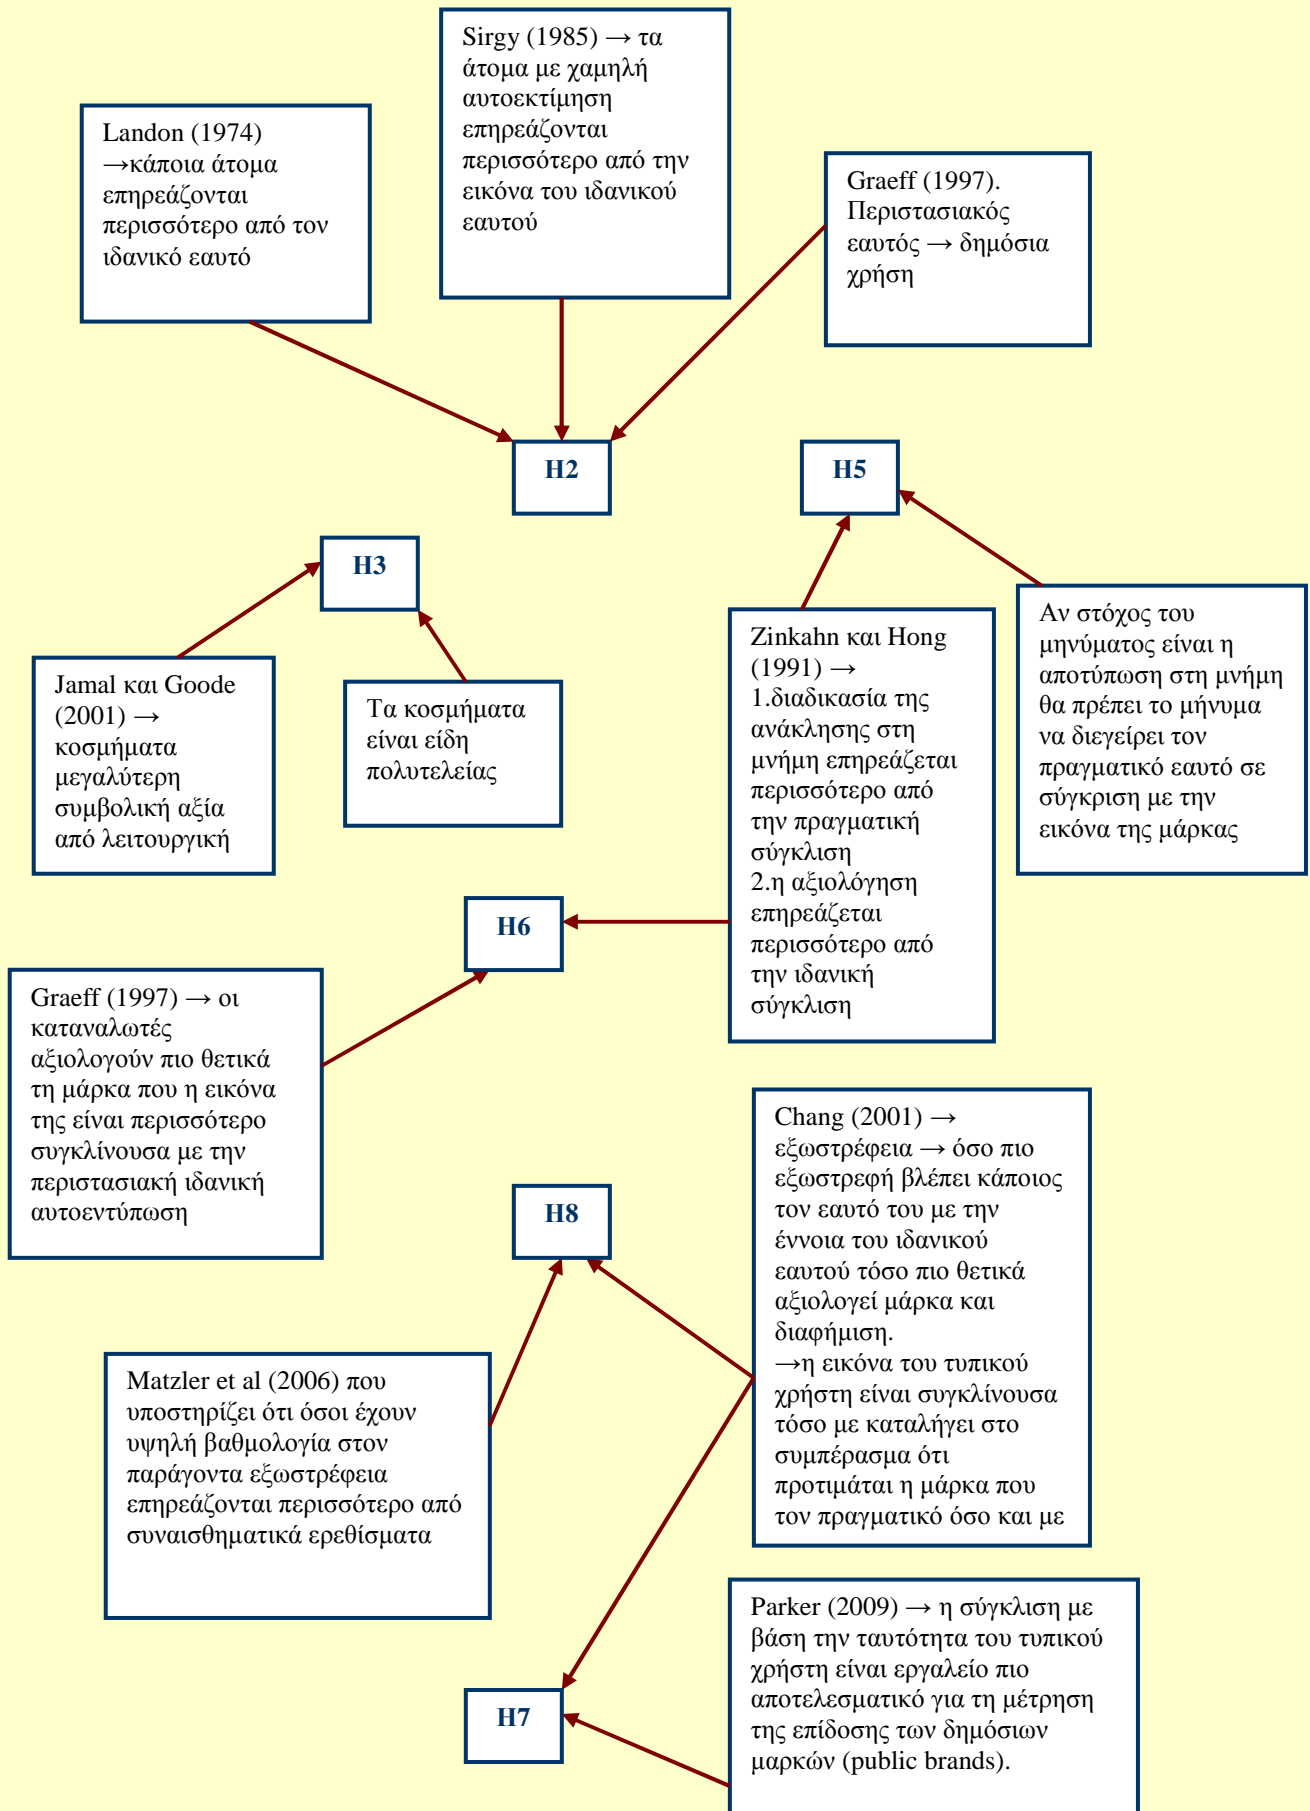 Sirgy (1985) → τα
άτομα με χαμηλή
αυτοεκτίμηση
επηρεάζονται
περισσότερο από την
εικόνα του ιδανικού
εαυτού
Landon (1974)
→κάποια άτομα
επηρεάζονται
περισσότερο από τον
ιδανικό εαυτό
Graeff (1997).
Περιστασιακός
εαυτός → δημόσια
χρήση
H2
H5
H3
Jamal και Goode
(2001) →
κοσμήματα
μεγαλύτερη
συμβολική αξία
από λειτουργική
Τα κοσμήματα
είναι είδη
πολυτελείας
Zinkahn και Hong
(1991) →
1.διαδικασία της
ανάκλησης στη
μνήμη επηρεάζεται
περισσότερο από
την πραγματική
σύγκλιση
2.η αξιολόγηση
επηρεάζεται
περισσότερο από
την ιδανική
σύγκλιση
Αν στόχος του
μηνύματος είναι η
αποτύπωση στη μνήμη
θα πρέπει το μήνυμα
να διεγείρει τον
πραγματικό εαυτό σε
σύγκριση με την
εικόνα της μάρκας
H6
Graeff (1997) → οι
καταναλωτές
αξιολογούν πιο θετικά
τη μάρκα που η εικόνα
της είναι περισσότερο
συγκλίνουσα με την
περιστασιακή ιδανική
αυτοεντύπωση
Chang (2001) →
εξωστρέφεια → όσο πιο
εξωστρεφή βλέπει κάποιος
τον εαυτό του με την
έννοια του ιδανικού
εαυτού τόσο πιο θετικά
αξιολογεί μάρκα και
διαφήμιση.
→η εικόνα του τυπικού
χρήστη είναι συγκλίνουσα
τόσο με καταλήγει στο
συμπέρασμα ότι
προτιμάται η μάρκα που
τον πραγματικό όσο και με
H8
Matzler et al (2006) που
υποστηρίζει ότι όσοι έχουν
υψηλή βαθμολογία στον
παράγοντα εξωστρέφεια
επηρεάζονται περισσότερο από
συναισθηματικά ερεθίσματα
Parker (2009) → η σύγκλιση με
βάση την ταυτότητα του τυπικού
χρήστη είναι εργαλείο πιο
αποτελεσματικό για τη μέτρηση
της επίδοσης των δημόσιων
μαρκών (public brands).
H7